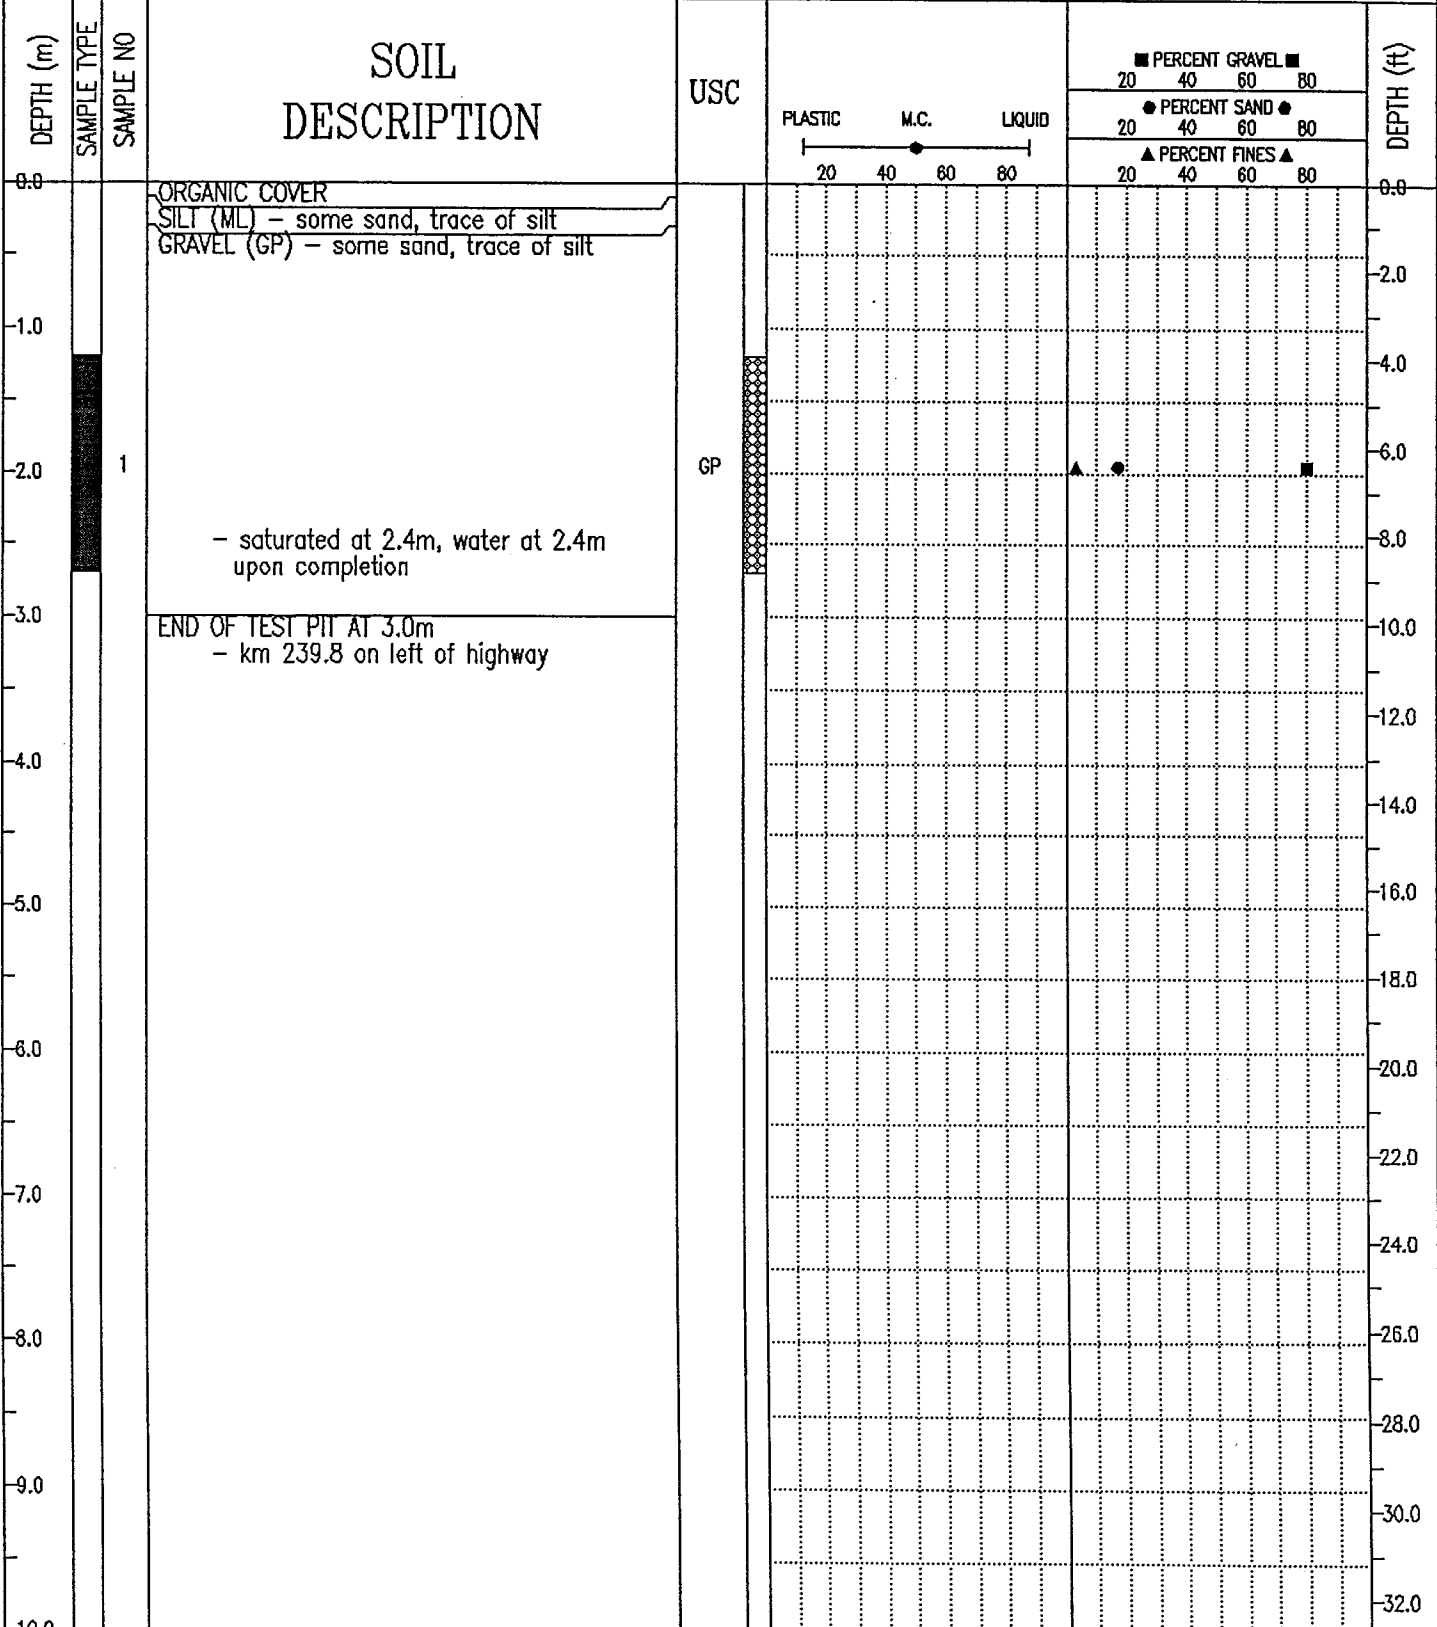 DEPTH (m)
SAMPLE TYPE
SAMPLE NO
SOIL
DESCRIPTION
USC
PLASTIC M.C. LIQUID
20 40 60 80
■ PERCENT GRAVEL ■
20 40 60 80
● PERCENT SAND ●
20 40 60 80
▲ PERCENT FINES ▲
20 40 60 80
DEPTH (ft)
0.0
ORGANIC COVER
SILT (ML) – some sand, trace of silt
GRAVEL (GP) – some sand, trace of silt
0.0
2.0
1.0
4.0
6.0
2.0
1
GP
– saturated at 2.4m, water at 2.4m
upon completion
8.0
3.0
END OF TEST PIT AT 3.0m
– km 239.8 on left of highway
10.0
12.0
4.0
14.0
5.0
16.0
18.0
6.0
20.0
22.0
7.0
24.0
8.0
26.0
28.0
9.0
30.0
32.0